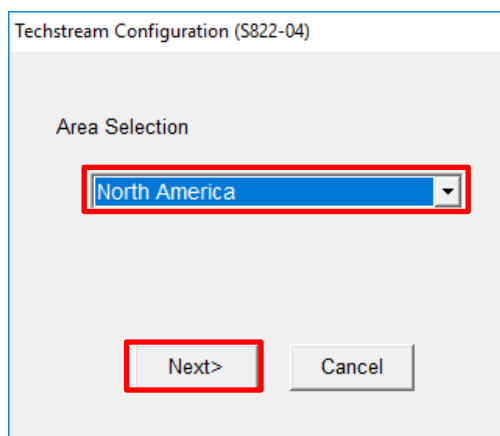 Techstream Configuration (S822-04)
Area Selection
North America
Next> Cancel